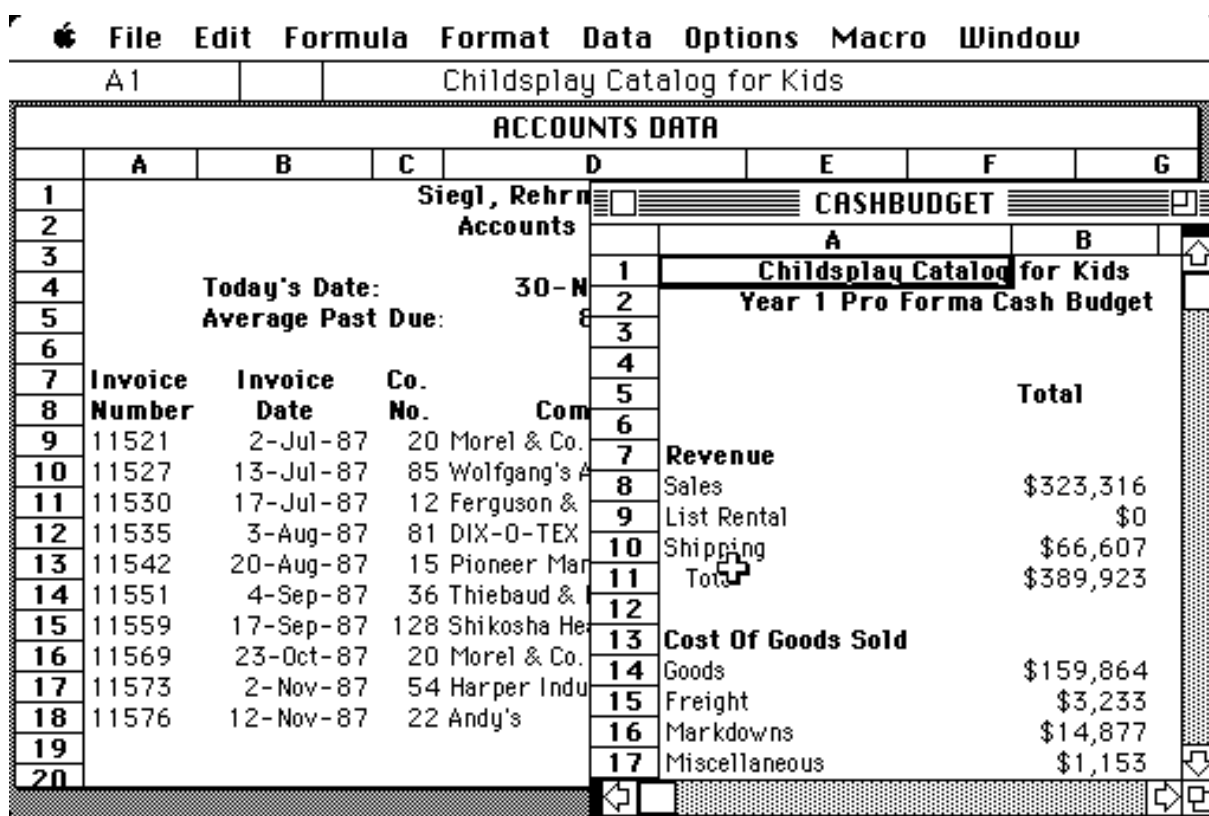 File Edit Formula Format Data Options Macro Window
A1 Childsplay Catalog for Kids
ACCOUNTS DATA
A B C D E F G
1 Siegl, Rehrm
2 Accounts
3
4 Today's Date: 30-N
5 Average Past Due:
6
7 Invoice Invoice Co.
8 Number Date No. Com
9 11521 2-Jul-87 20 Morel & Co.
10 11527 13-Jul-87 85 Wolfgang's A
11 11530 17-Jul-87 12 Ferguson &
12 11535 3-Aug-87 81 DIX-O-TEX
13 11542 20-Aug-87 15 Pioneer Mar
14 11551 4-Sep-87 36 Thiebaud &
15 11559 17-Sep-87 128 Shikosha Hea
16 11569 23-Oct-87 20 Morel & Co.
17 11573 2-Nov-87 54 Harper Indu
18 11576 12-Nov-87 22 Andy's
19
20
CASHBUDGET
A B
1 Childsplay Catalog for Kids
2 Year 1 Pro Forma Cash Budget
3
4
5 Total
6
7 Revenue
8 Sales $323,316
9 List Rental $0
10 Shipping $66,607
11 Total $389,923
12
13 Cost Of Goods Sold
14 Goods $159,864
15 Freight $3,233
16 Markdowns $14,877
17 Miscellaneous $1,153